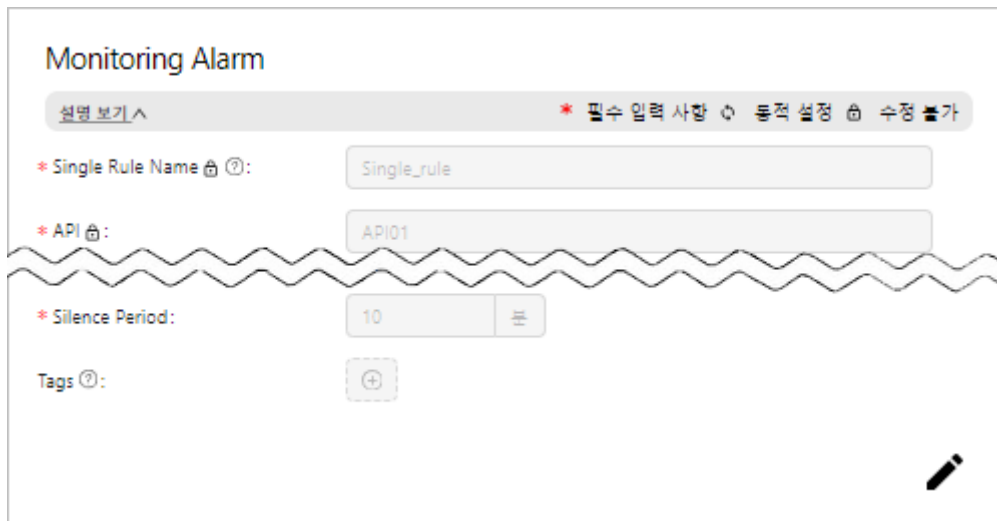 Monitoring Alarm
설명 보기 * 필수 입력 사항 동적 설정 수정 불가
* Single Rule Name : Single_rule
* API : API01
* Silence Period: 10 분
Tags :